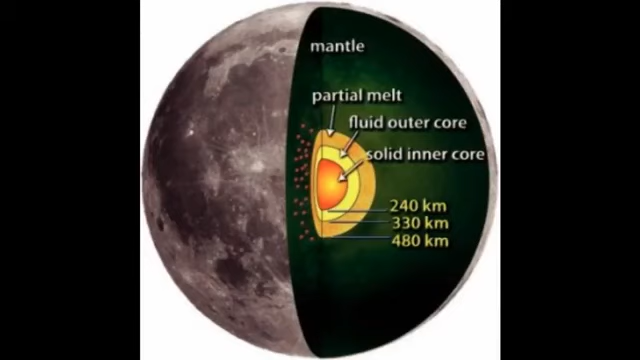 mantle
partial melt
fluid outer core
solid inner core
240 km
330 km
480 km